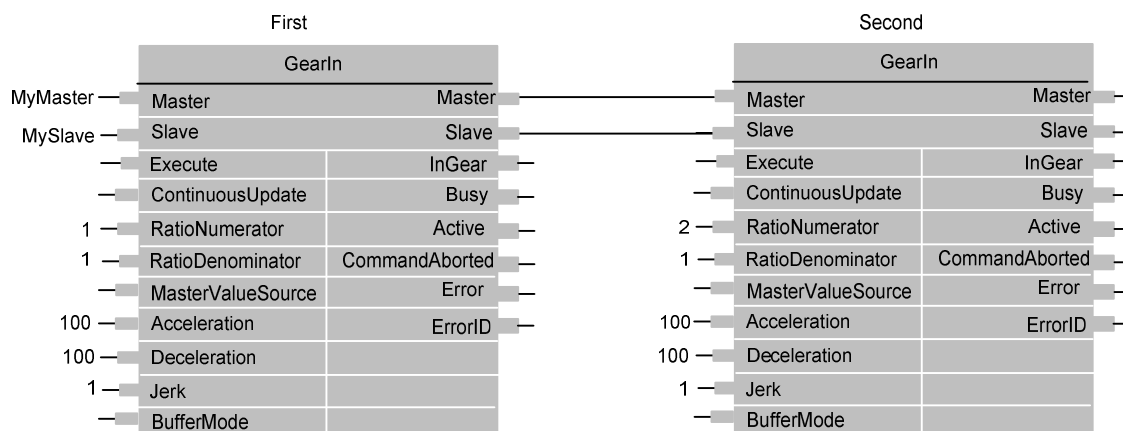 First Second
GearIn GearIn
MyMaster Master Master Master Master
MySlave Slave Slave Slave Slave
Execute InGear Execute InGear
ContinuousUpdate Busy ContinuousUpdate Busy
1 RatioNumerator Active 2 RatioNumerator Active
1 RatioDenominator CommandAborted 1 RatioDenominator CommandAborted
MasterValueSource Error MasterValueSource Error
100 Acceleration ErrorID 100 Acceleration ErrorID
100 Deceleration 100 Deceleration
1 Jerk 1 Jerk
BufferMode BufferMode